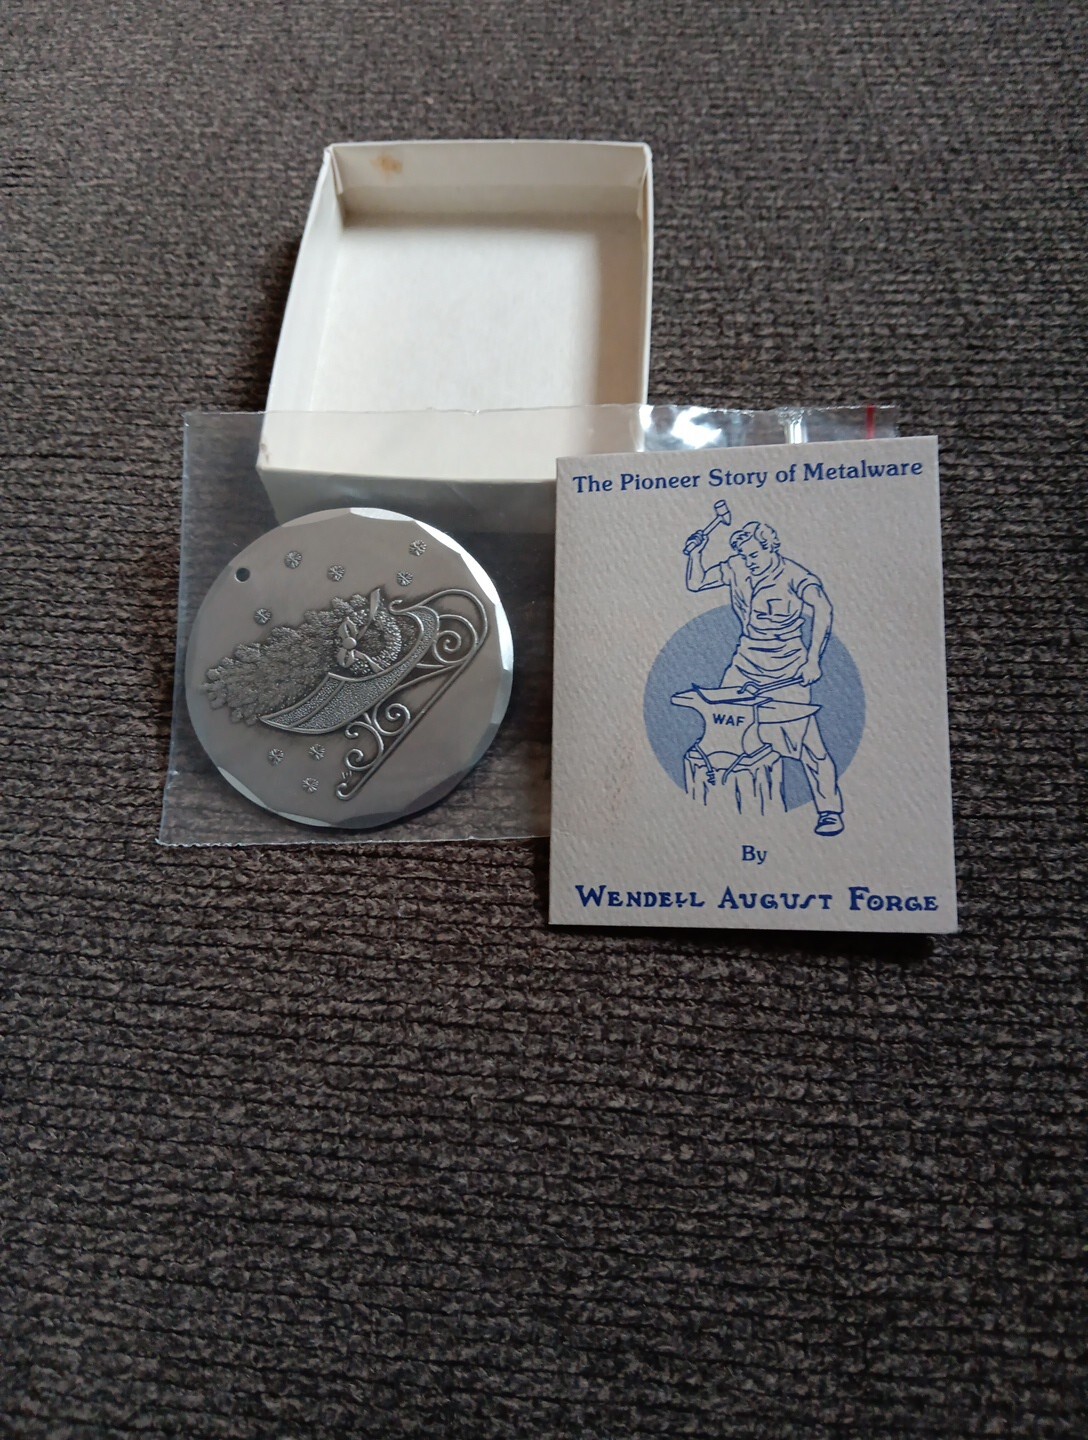 The Pioneer Story of Metalware
WAF
By
WENDELL AUGUST FORGE